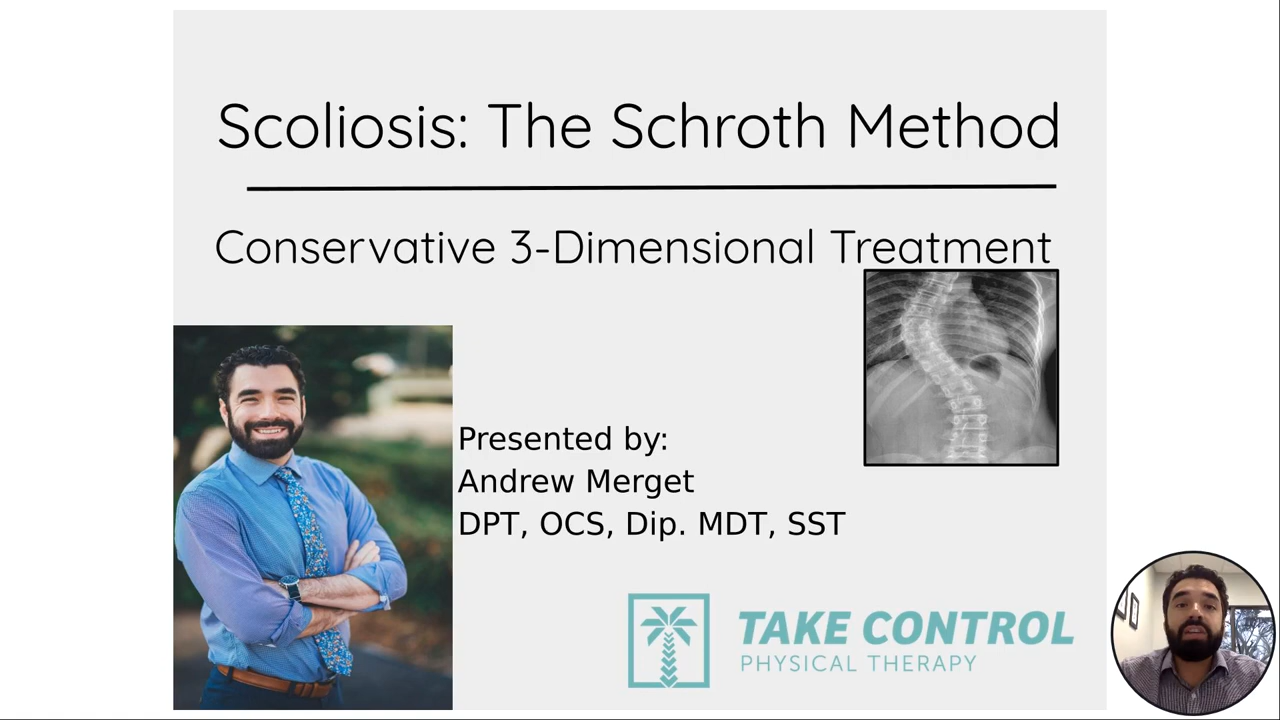 Scoliosis: The Schroth Method
Conservative 3-Dimensional Treatment
Presented by:
Andrew Merget
DPT, OCS, Dip. MDT, SST
TAKE CONTROL
PHYSICAL THERAPY